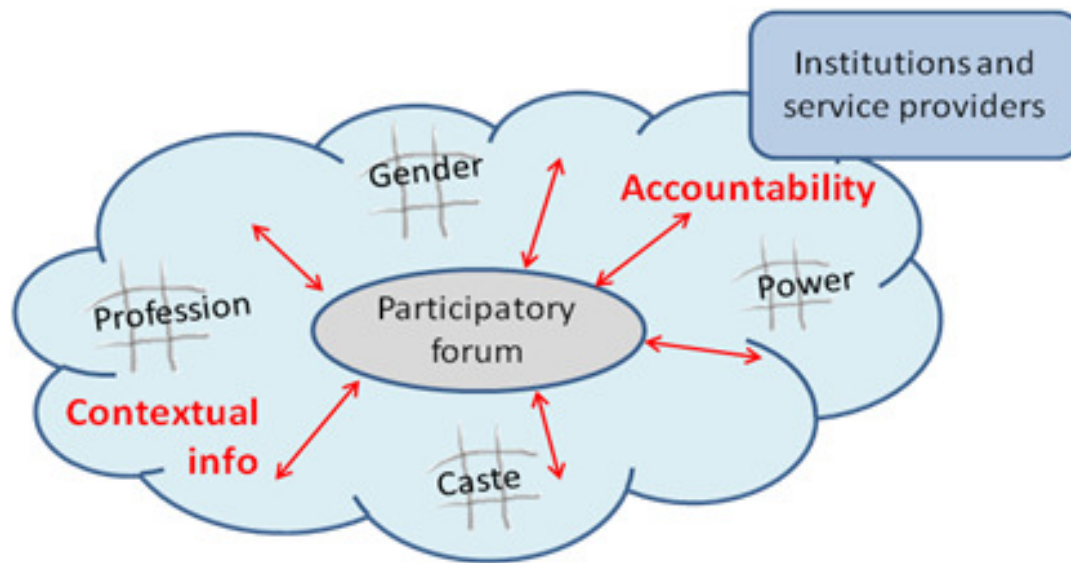 Institutions and
service providers
Gender
Accountability
Power
Profession
Participatory
forum
Contextual
info
Caste